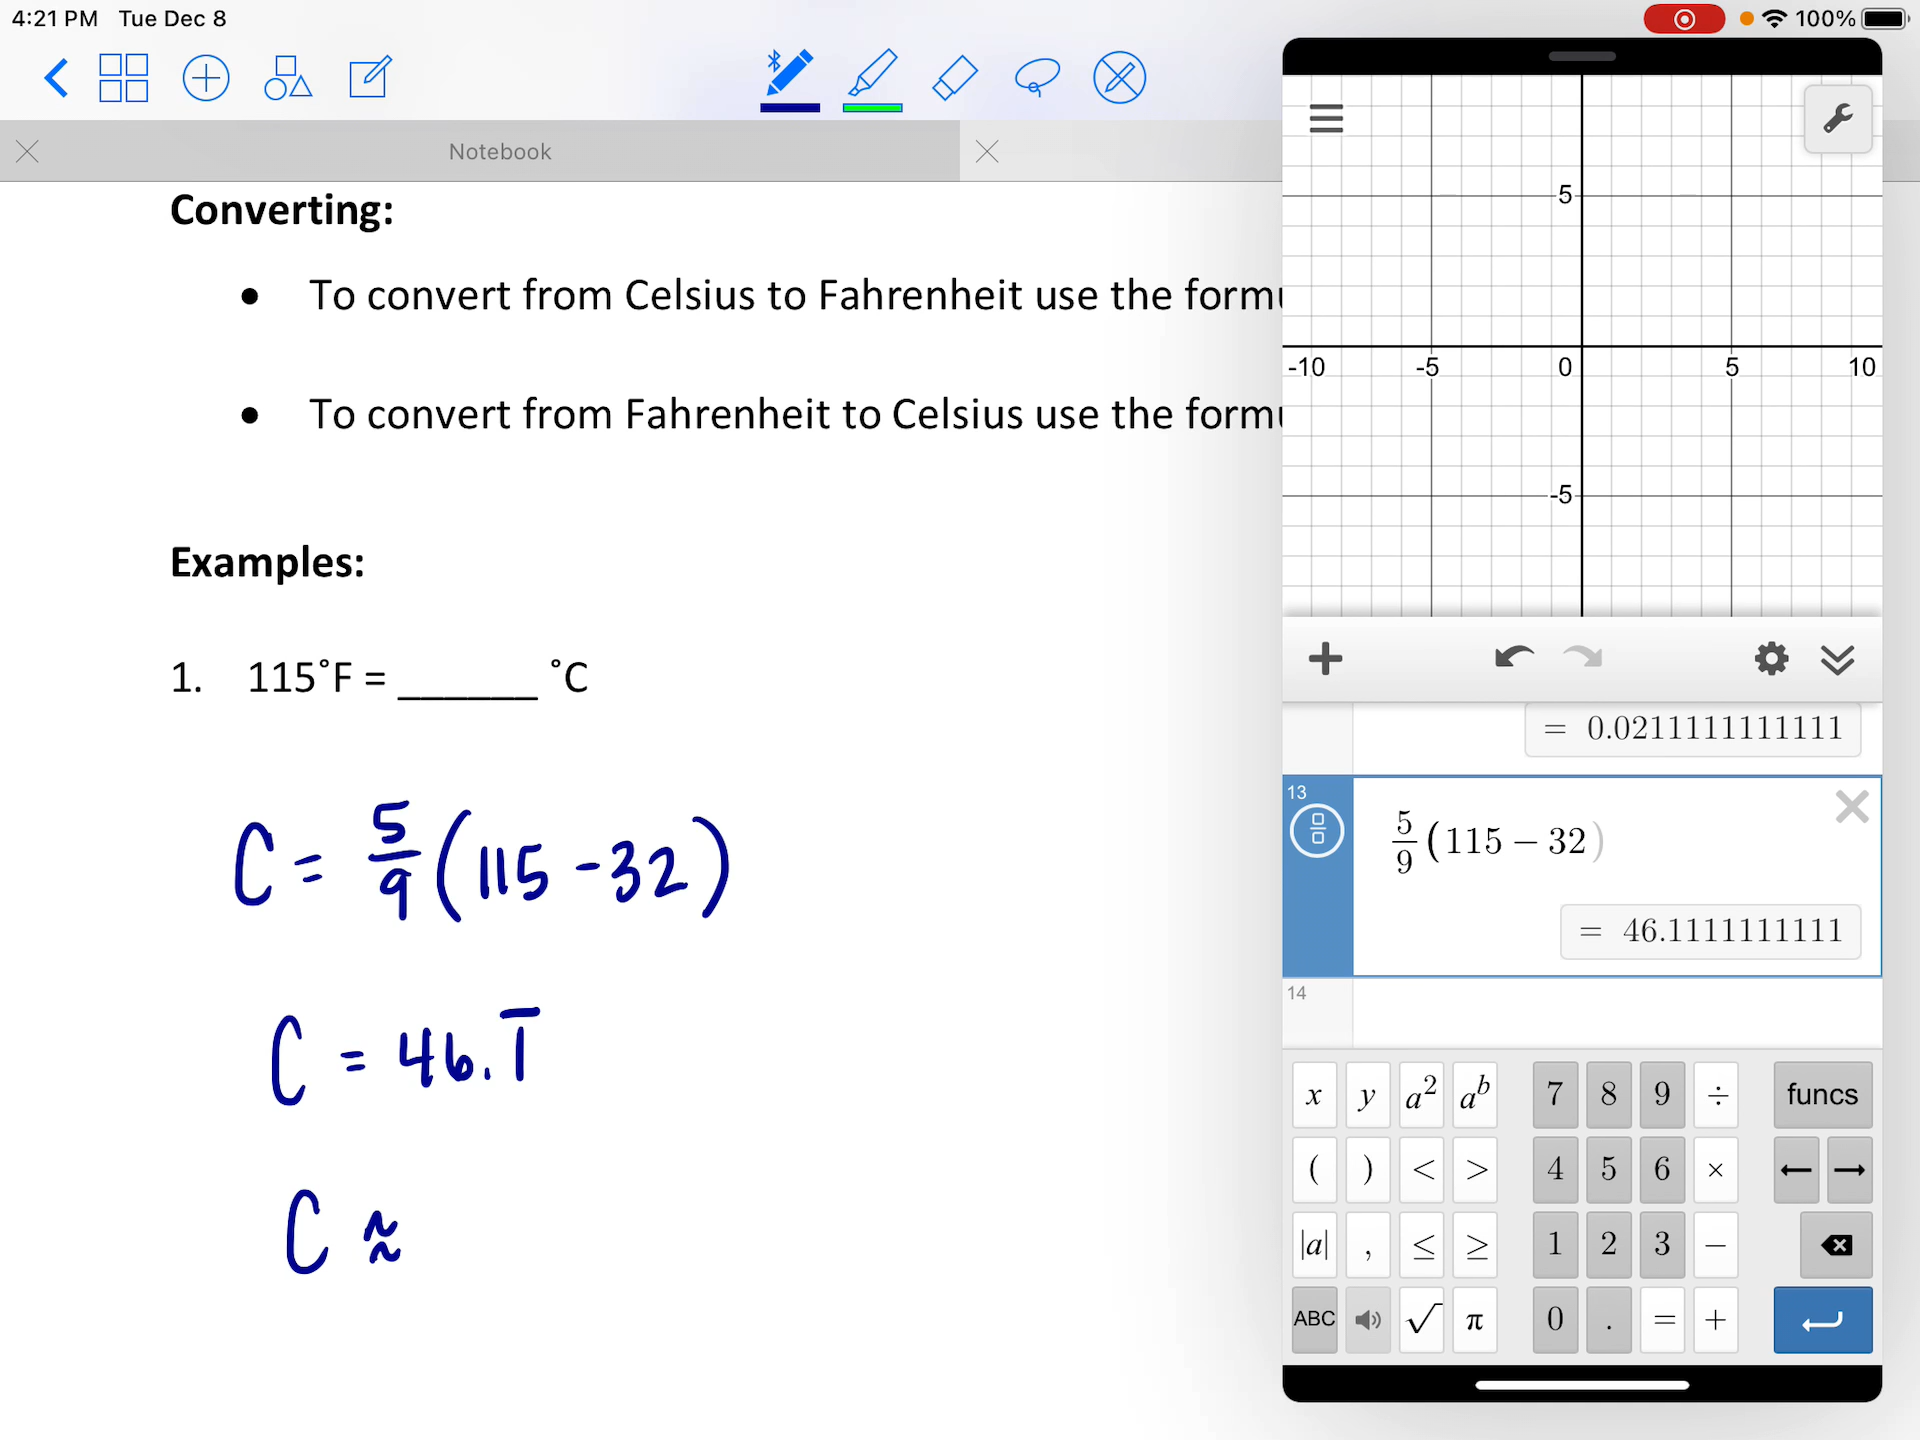 4:21 PM Tue Dec 8
100%
Notebook
Converting:
• To convert from Celsius to Fahrenheit use the
• To convert from Fahrenheit to Celsius use the
Examples:
1. 115°F = ______ °C
C = 5/9 (115 - 32)
C = 46.1̅
C ≈
5
-10 -5 0 5 10
-5
= 0.0211111111111
13
5/9 (115 − 32)
= 46.1111111111
14
x y a² aᵇ 7 8 9 ÷ funcs
( ) < > 4 5 6 × ← →
|a| , ≤ ≥ 1 2 3 −
ABC √ π 0 . = +